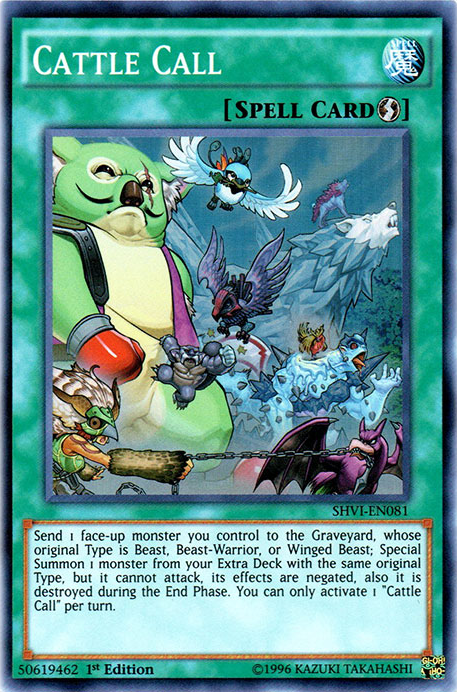 CATTLE CALL
魔
[SPELL CARD]
SHVI-EN081
Send 1 face-up monster you control to the Graveyard, whose
original Type is Beast, Beast-Warrior, or Winged Beast; Special
Summon 1 monster from your Extra Deck with the same original
Type, but it cannot attack, its effects are negated, also it is
destroyed during the End Phase. You can only activate 1 "Cattle
Call" per turn.
50619462 1st Edition ©1996 KAZUKI TAKAHASHI